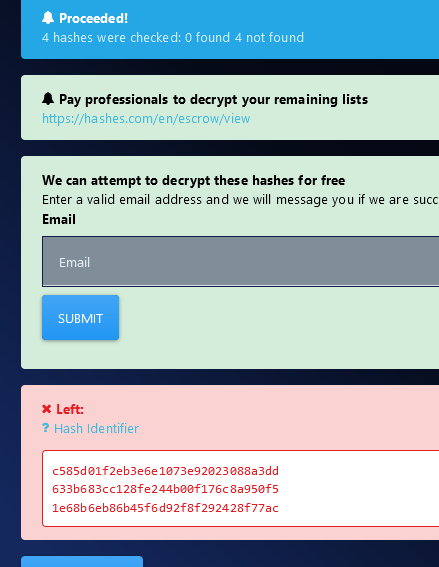 Proceeded!
4 hashes were checked: 0 found 4 not found
Pay professionals to decrypt your remaining lists
https://hashes.com/en/escrow/view
We can attempt to decrypt these hashes for free
Enter a valid email address and we will message you if we are succ
Email
Email
SUBMIT
Left:
? Hash Identifier
c585d01f2eb3e6e1073e92023088a3dd
633b683cc128fe244b00f176c8a950f5
1e68b6eb86b45f6d92f8f292428f77ac